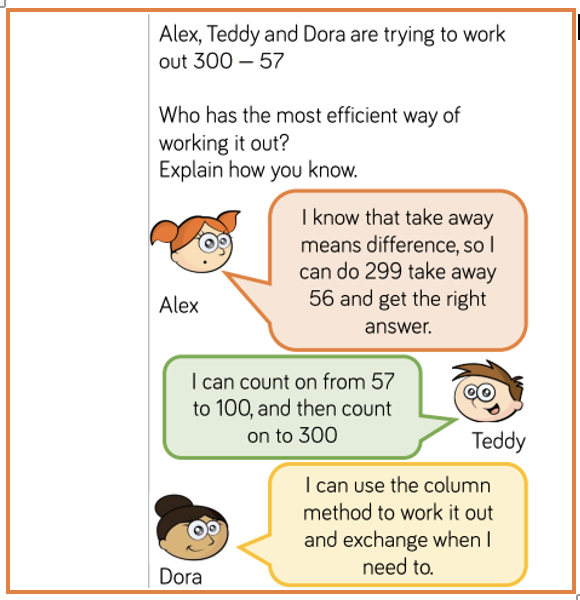 Alex, Teddy and Dora are trying to work
out 300 – 57
Who has the most efficient way of
working it out?
Explain how you know.
I know that take away
means difference, so I
can do 299 take away
56 and get the right
answer.
Alex
I can count on from 57
to 100, and then count
on to 300
Teddy
I can use the column
method to work it out
and exchange when I
need to.
Dora